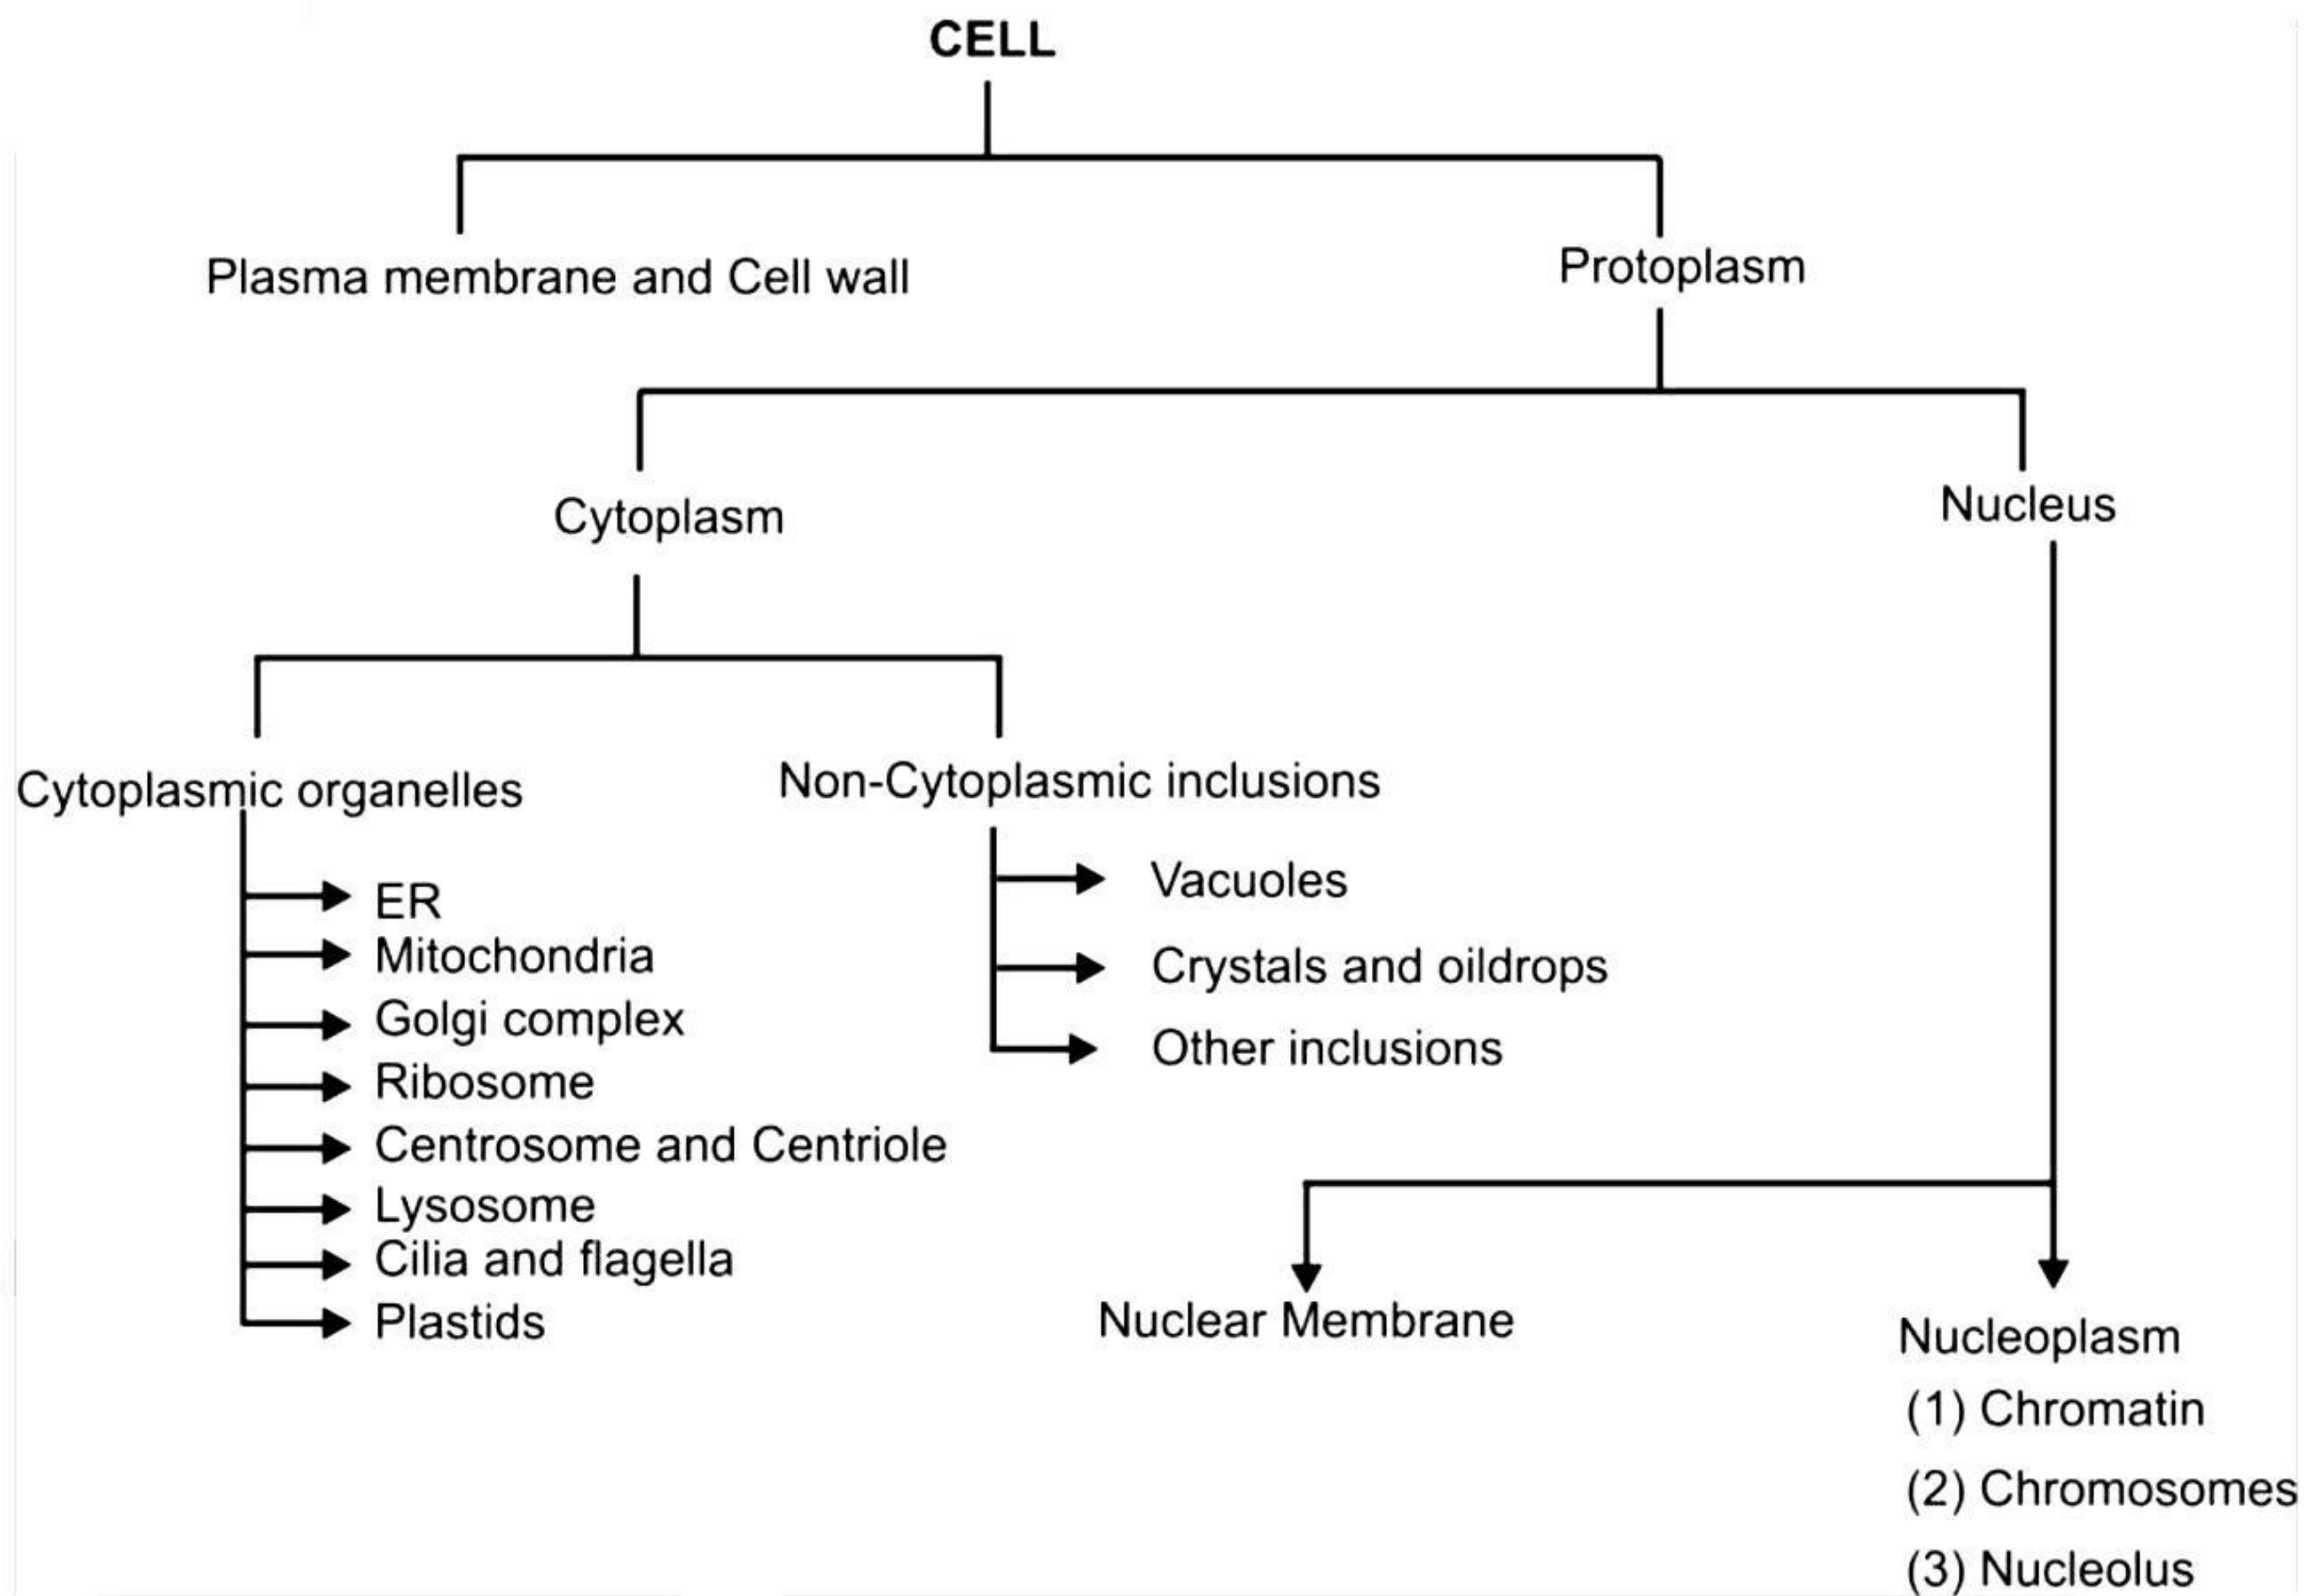 CELL
Plasma membrane and Cell wall
Protoplasm
Cytoplasm
Nucleus
Cytoplasmic organelles
Non-Cytoplasmic inclusions
ER
Mitochondria
Golgi complex
Ribosome
Centrosome and Centriole
Lysosome
Cilia and flagella
Plastids
Vacuoles
Crystals and oildrops
Other inclusions
Nuclear Membrane
Nucleoplasm
(1) Chromatin
(2) Chromosomes
(3) Nucleolus